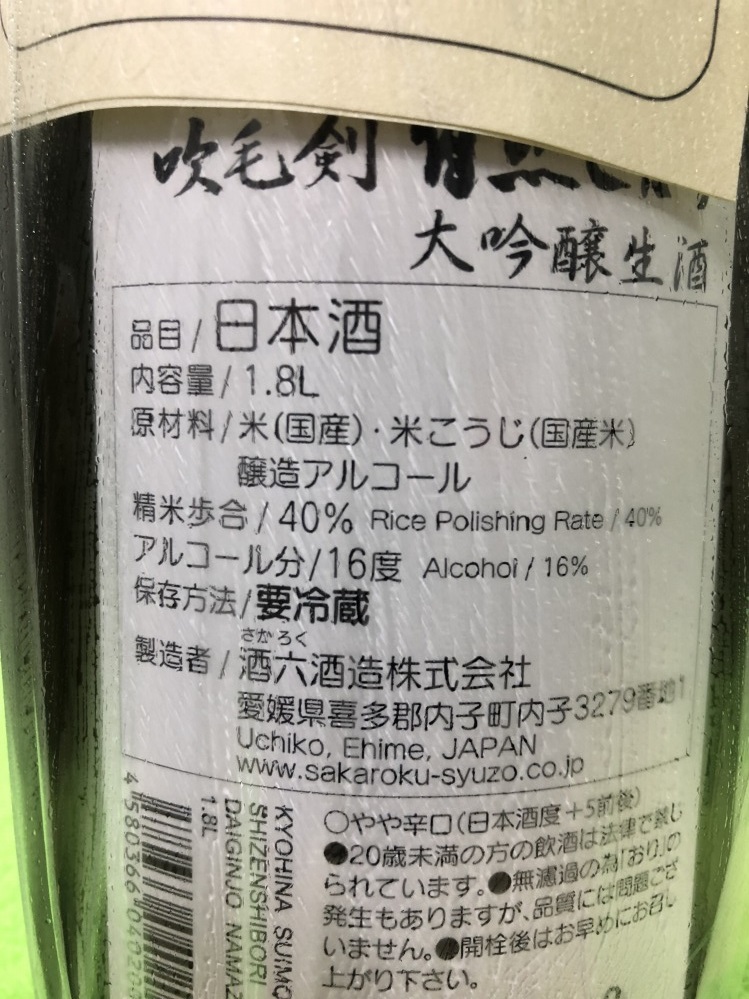 吹毛剣
大吟醸生酒
品目/日本酒
内容量/1.8L
原材料/米(国産)・米こうじ(国産米)
醸造アルコール
精米歩合/40% Rice Polishing Rate / 40%
アルコール分/16度 Alcohol / 16%
保存方法/要冷蔵
さかろく
製造者/酒六酒造株式会社
愛媛県喜多郡内子町内子3279番地1
Uchiko, Ehime, JAPAN
www.sakaroku-syuzo.co.jp
○やや辛口(日本酒度+5前後)
●20歳未満の方の飲酒は法律で禁じ
られています。●無濾過の為「おり」の
発生もありますが、品質には問題ござ
いません。●開栓後はお早めにお召し
上がり下さい。
KYOHINA SUIMO
SHIZENSHIBORI
DAIGINJO NAMAZ
1.8L
4 580366 04020